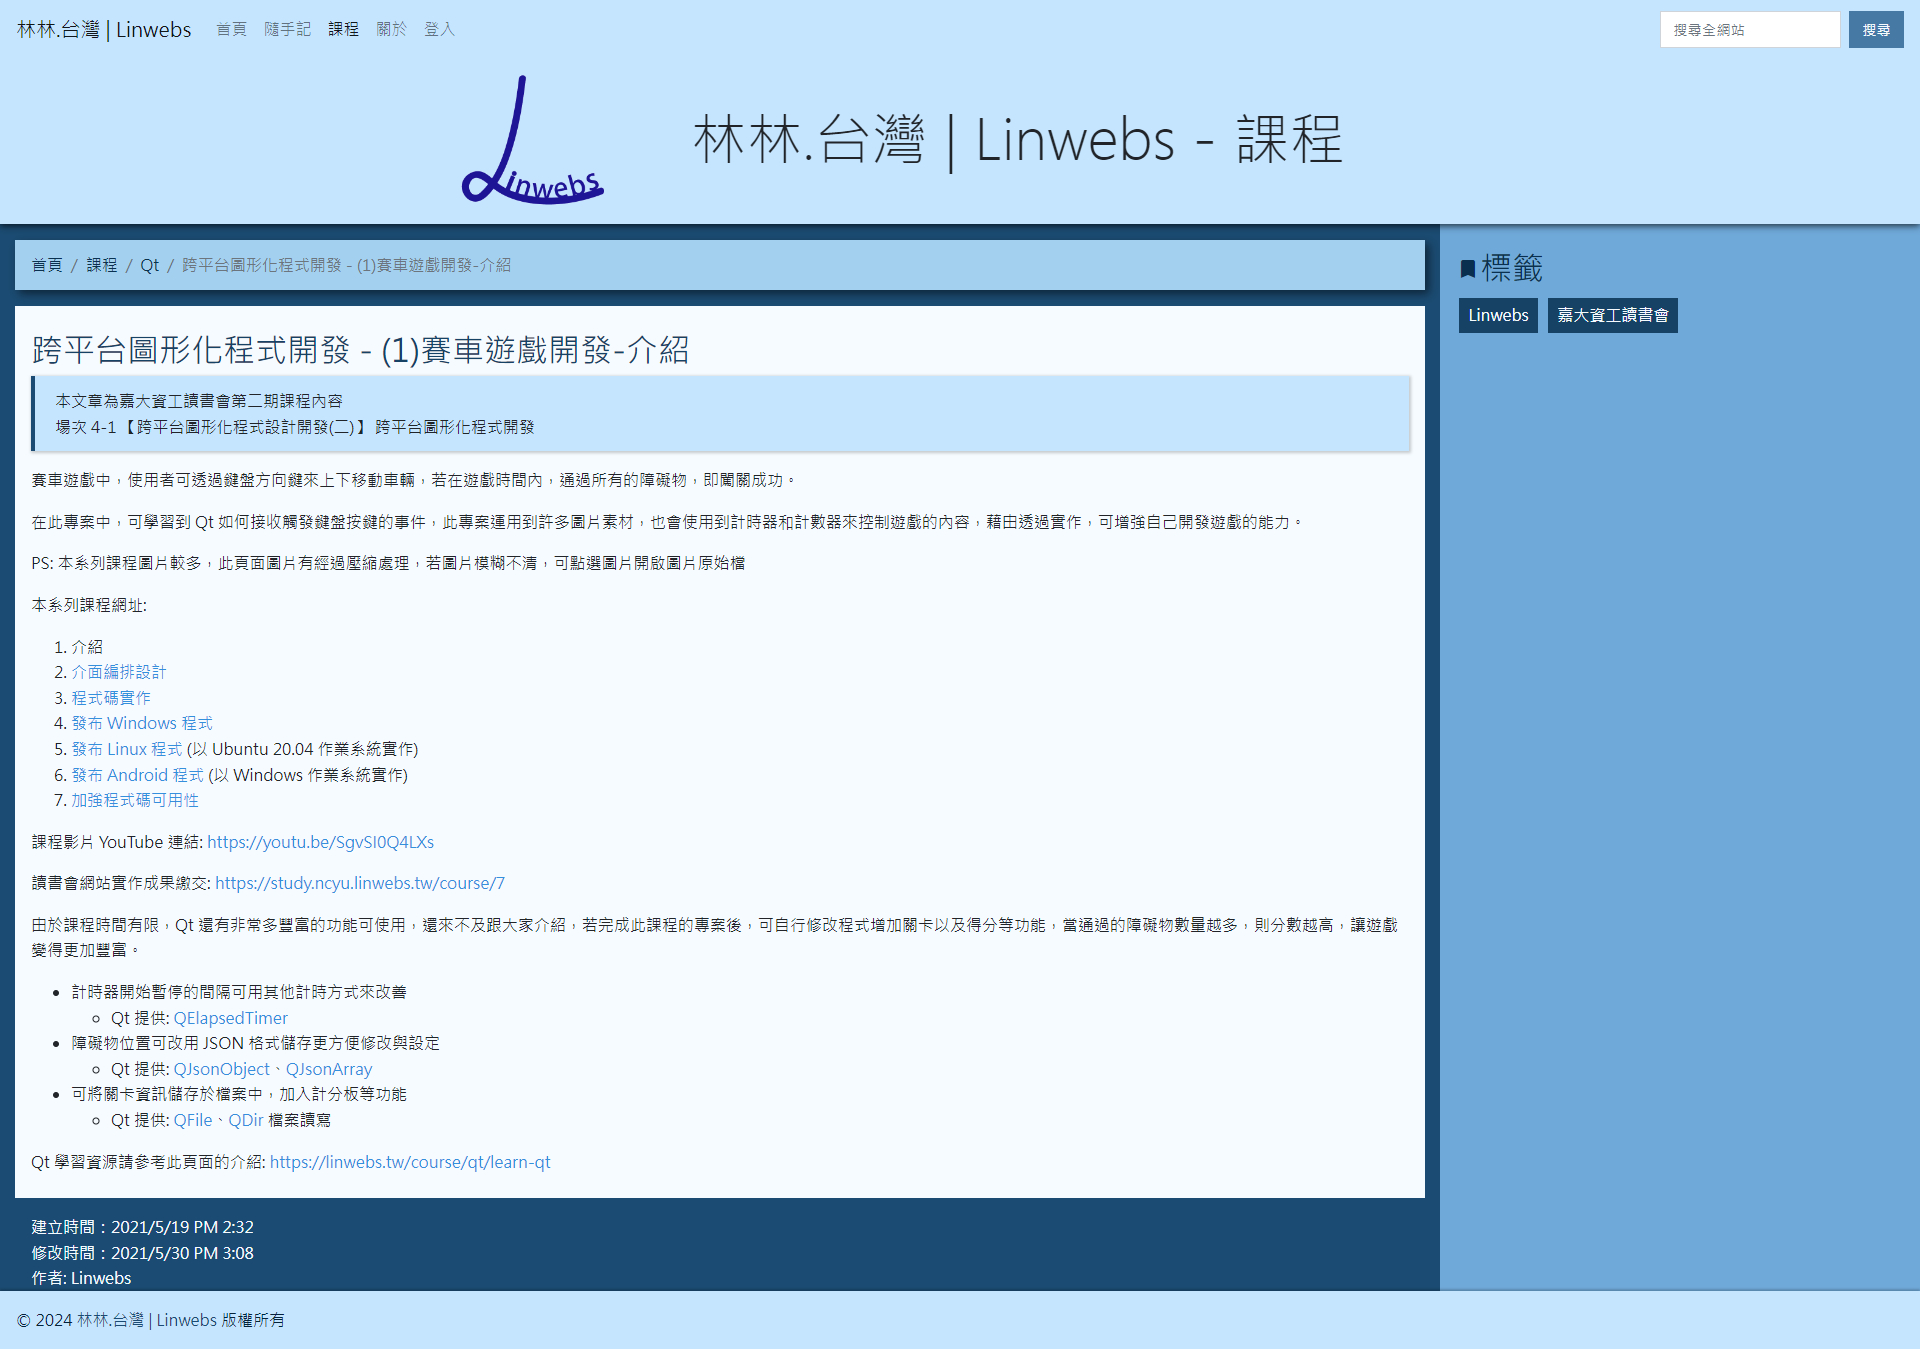 林林.台灣 | Linwebs 首頁 隨手記 課程 關於 登入 搜尋全網站 搜尋
Linwebs
林林.台灣 | Linwebs - 課程
首頁 / 課程 / Qt / 跨平台圖形化程式開發 - (1)賽車遊戲開發-介紹
標籤
Linwebs 嘉大資工讀書會
跨平台圖形化程式開發 - (1)賽車遊戲開發-介紹
本文章為嘉大資工讀書會第二期課程內容
場次 4-1 【跨平台圖形化程式設計開發(二)】 跨平台圖形化程式開發
賽車遊戲中，使用者可透過鍵盤方向鍵來上下移動車輛，若在遊戲時間內，通過所有的障礙物，即闖關成功。
在此專案中，可學習到 Qt 如何接收觸發鍵盤按鍵的事件，此專案運用到許多圖片素材，也會使用到計時器和計數器來控制遊戲的內容，藉由透過實作，可增強自己開發遊戲的能力。
PS: 本系列課程圖片較多，此頁面圖片有經過壓縮處理，若圖片模糊不清，可點選圖片開啟圖片原始檔
本系列課程網址:
1. 介紹
2. 介面編排設計
3. 程式碼實作
4. 發布 Windows 程式
5. 發布 Linux 程式 (以 Ubuntu 20.04 作業系統實作)
6. 發布 Android 程式 (以 Windows 作業系統實作)
7. 加強程式碼可用性
課程影片 YouTube 連結: https://youtu.be/SgvSI0Q4LXs
讀書會網站實作成果繳交: https://study.ncyu.linwebs.tw/course/7
由於課程時間有限，Qt 還有非常多豐富的功能可使用，還來不及跟大家介紹，若完成此課程的專案後，可自行修改程式增加關卡以及得分等功能，當通過的障礙物數量越多，則分數越高，讓遊戲
變得更加豐富。
計時器開始暫停的間隔可用其他計時方式來改善
Qt 提供: QElapsedTimer
障礙物位置可改用 JSON 格式儲存更方便修改與設定
Qt 提供: QJsonObject、QJsonArray
可將關卡資訊儲存於檔案中，加入計分板等功能
Qt 提供: QFile、QDir 檔案讀寫
Qt 學習資源請參考此頁面的介紹: https://linwebs.tw/course/qt/learn-qt
建立時間：2021/5/19 PM 2:32
修改時間：2021/5/30 PM 3:08
作者: Linwebs
© 2024 林林.台灣 | Linwebs 版權所有